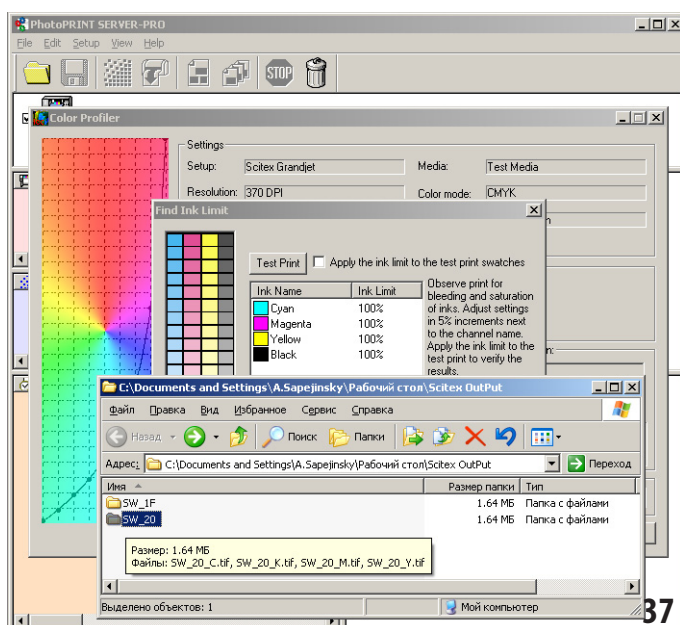 PhotoPRINT SERVER-PRO
File Edit Setup View Help
STOP
Color Profiler
Settings
Setup: Scitex Grandjet Media: Test Media
Resolution: 370 DPI Color mode: CMYK
Find Ink Limit
Test Print Apply the ink limit to the test print swatches
Ink Name Ink Limit
Cyan 100%
Magenta 100%
Yellow 100%
Black 100%
Observe print for
bleeding and saturation
of inks. Adjust settings
in 5% increments next
to the channel name.
Apply the ink limit to the
test print to verify the
results.
C:\Documents and Settings\A.Sapejinsky\Рабочий стол\Scitex OutPut
Файл Правка Вид Избранное Сервис Справка
Назад Поиск Папки
Адрес: C:\Documents and Settings\A.Sapejinsky\Рабочий стол\Scitex OutPut Переход
Имя Размер папки Тип
SW_1F 1.64 МБ Папка с файлами
SW_20 1.64 МБ Папка с файлами
Размер: 1.64 МБ
Файлы: SW_20_C.tif, SW_20_K.tif, SW_20_M.tif, SW_20_Y.tif
Выделено объектов: 1 Мой компьютер
37